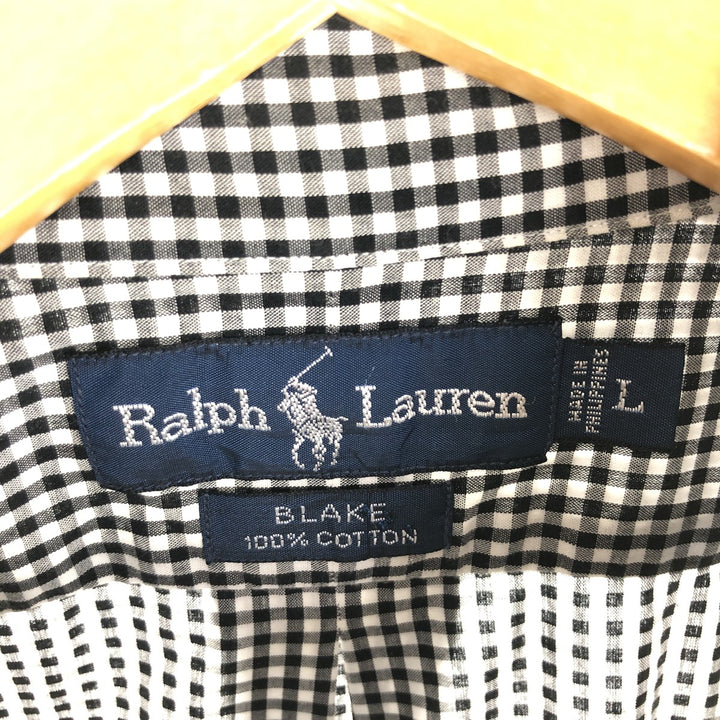 Ralph Lauren
MADE IN
PHILIPPINES
L
BLAKE
100% COTTON